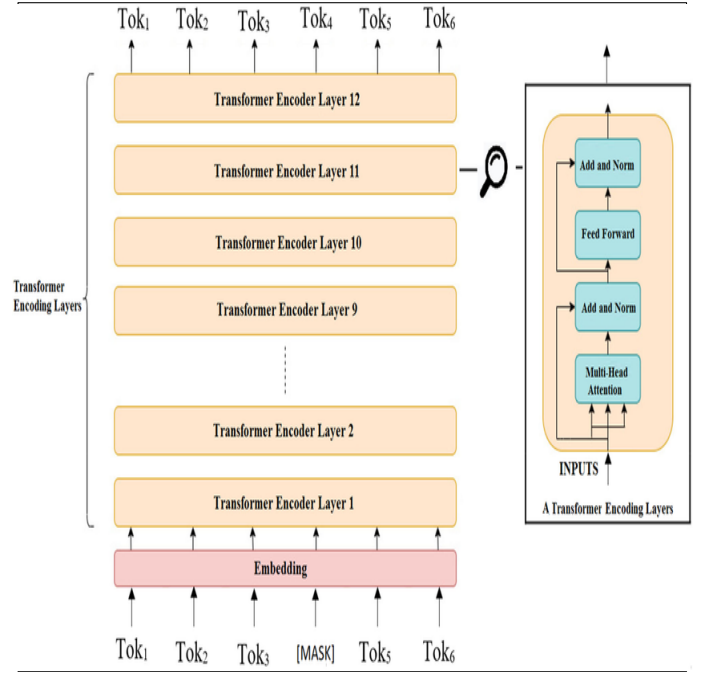 Tok₁ Tok₂ Tok₃ Tok₄ Tok₅ Tok₆
Transformer Encoder Layer 12
Transformer Encoder Layer 11
Transformer Encoder Layer 10
Transformer Encoder Layer 9
Transformer Encoder Layer 2
Transformer Encoder Layer 1
Embedding
Tok₁ Tok₂ Tok₃ [MASK] Tok₅ Tok₆
Transformer
Encoding Layers
Add and Norm
Feed Forward
Add and Norm
Multi-Head
Attention
INPUTS
A Transformer Encoding Layers